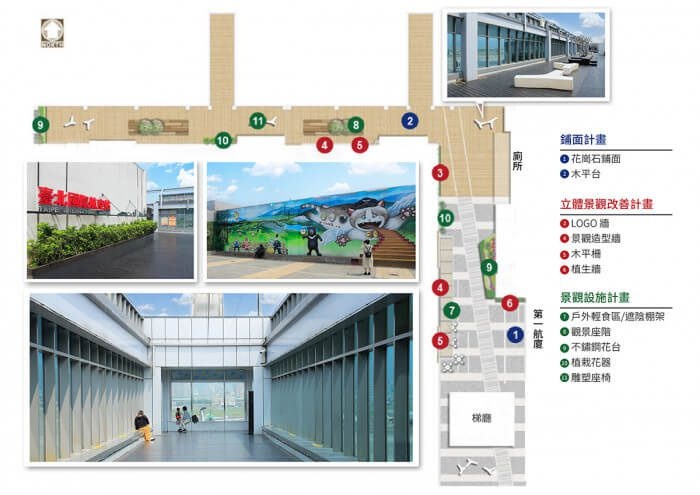 NORTH
9
11
8
2
10
4
5
廁所
3
臺北國際航空站
10
9
4
6
7
第一航廈
1
5
梯廳
鋪面計畫
1 花崗石鋪面
2 木平台
立體景觀改善計畫
3 LOGO 牆
4 景觀造型牆
5 木平柵
6 植生牆
景觀設施計畫
7 戶外輕食區/遮陰棚架
8 觀景座階
9 不鏽鋼花台
10 植栽花器
11 雕塑座椅